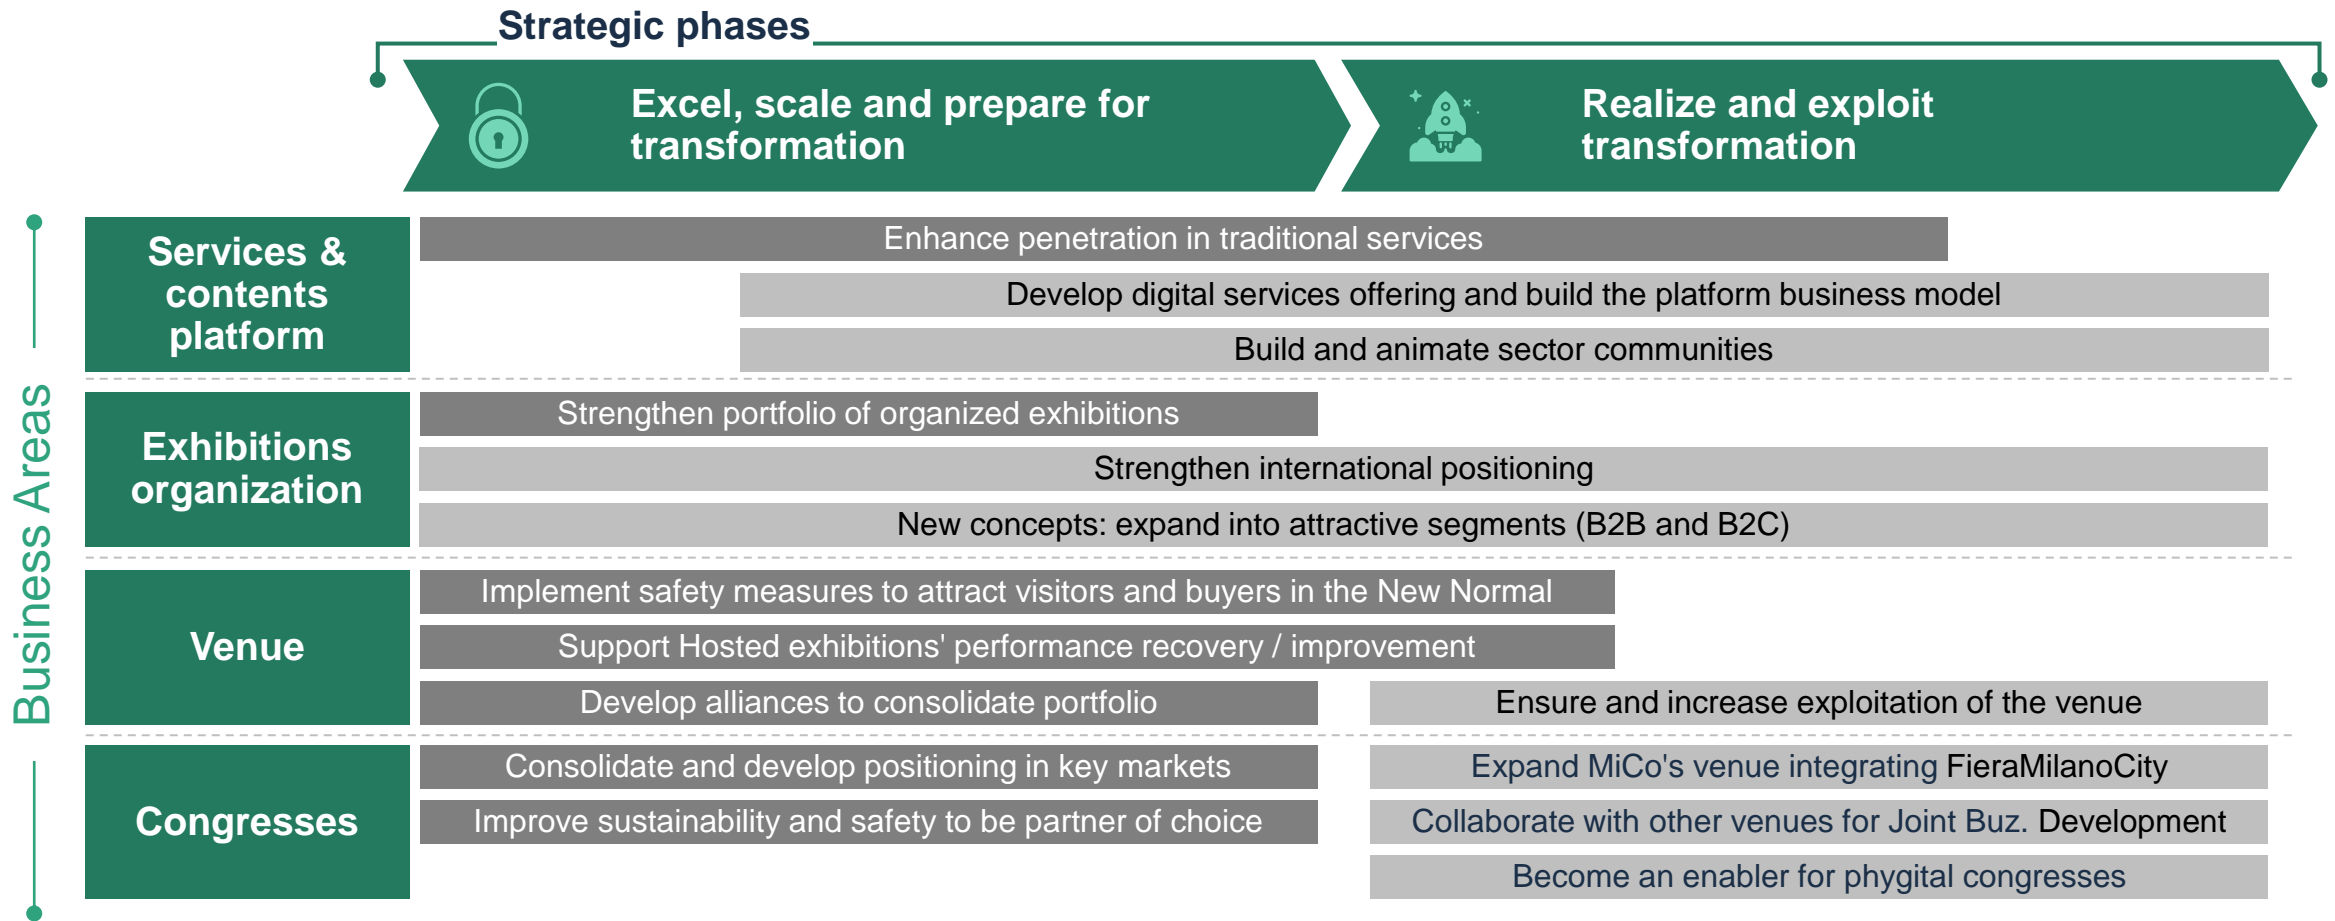 Strategic phases
Excel, scale and prepare for
transformation
Realize and exploit
transformation
Business Areas
Services &
contents
platform
Enhance penetration in traditional services
Develop digital services offering and build the platform business model
Build and animate sector communities
Exhibitions
organization
Strengthen portfolio of organized exhibitions
Strengthen international positioning
New concepts: expand into attractive segments (B2B and B2C)
Venue
Implement safety measures to attract visitors and buyers in the New Normal
Support Hosted exhibitions' performance recovery / improvement
Develop alliances to consolidate portfolio
Ensure and increase exploitation of the venue
Congresses
Consolidate and develop positioning in key markets
Expand MiCo's venue integrating FieraMilanoCity
Improve sustainability and safety to be partner of choice
Collaborate with other venues for Joint Buz. Development
Become an enabler for phygital congresses